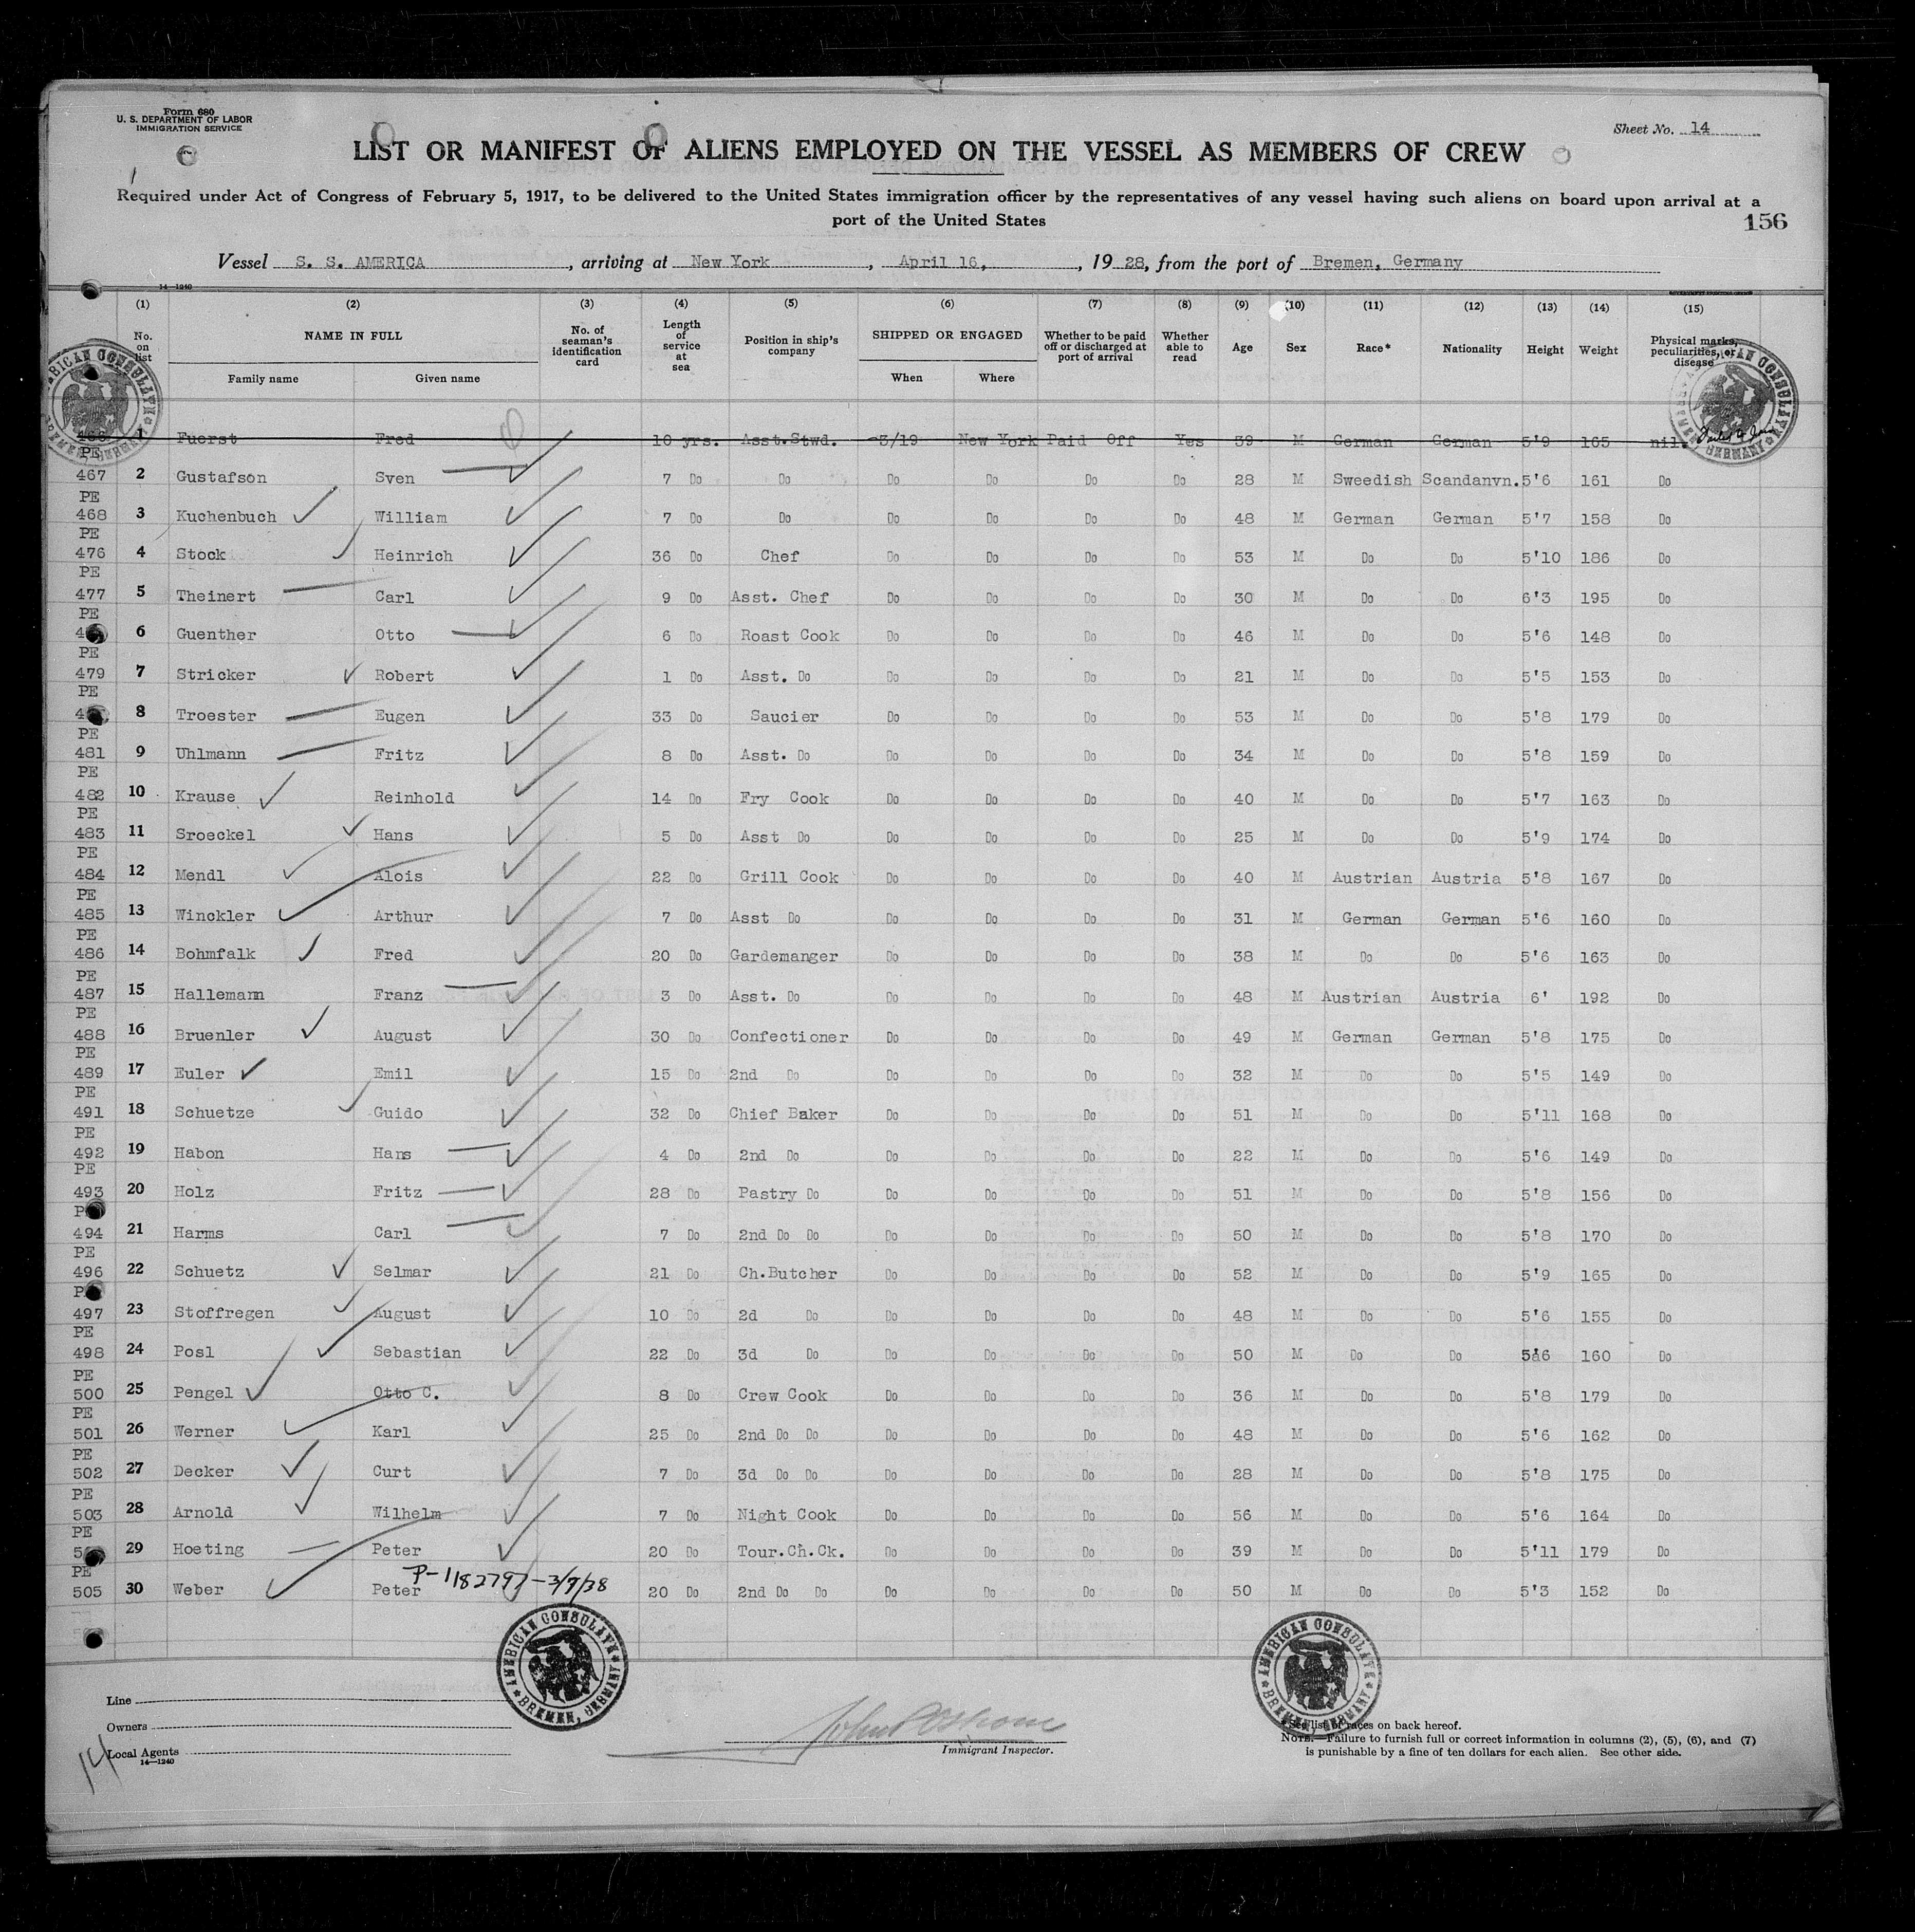 Form 680
U. S. DEPARTMENT OF LABOR
IMMIGRATION SERVICE
Sheet No. 14
LIST OR MANIFEST OF ALIENS EMPLOYED ON THE VESSEL AS MEMBERS OF CREW
Required under Act of Congress of February 5, 1917, to be delivered to the United States immigration officer by the representatives of any vessel having such aliens on board upon arrival at a
port of the United States
156
Vessel S. S. AMERICA, arriving at New York, April 16, 1928, from the port of Bremen, Germany
14—1240
(1) (2) (3) (4) (5) (6) (7) (8) (9) (10) (11) (12) (13) (14) (15)
No. on list NAME IN FULL Family name Given name No. of seaman's identification card Length of service at sea Position in ship's company SHIPPED OR ENGAGED When Where Whether to be paid off or discharged at port of arrival Whether able to read Age Sex Race* Nationality Height Weight Physical marks, peculiarities, or disease
AMERICAN CONSULATE BREMEN, GERMANY
AMERICAN CONSULATE GERMANY
1 Fuerst Fred 10 yrs. Asst.Stwd. 3/19 New York Paid Off Yes 39 M German German 5'9 165 nil.
PE
467 2 Gustafson Sven 7 Do Do Do Do Do Do 28 M Swedish Scandanvn. 5'6 161 Do
PE
468 3 Kuchenbuch William 7 Do Do Do Do Do Do 48 M German German 5'7 158 Do
PE
476 4 Stock Heinrich 36 Do Chef Do Do Do Do 53 M Do Do 5'10 186 Do
PE
477 5 Theinert Carl 9 Do Asst. Chef Do Do Do Do 30 M Do Do 6'3 195 Do
PE
6 Guenther Otto 6 Do Roast Cook Do Do Do Do 46 M Do Do 5'6 148 Do
PE
479 7 Stricker Robert 1 Do Asst. Do Do Do Do Do 21 M Do Do 5'5 153 Do
PE
8 Troester Eugen 33 Do Saucier Do Do Do Do 53 M Do Do 5'8 179 Do
PE
481 9 Uhlmann Fritz 8 Do Asst. Do Do Do Do Do 34 M Do Do 5'8 159 Do
PE
482 10 Krause Reinhold 14 Do Fry Cook Do Do Do Do 40 M Do Do 5'7 163 Do
PE
483 11 Sroeckel Hans 5 Do Asst Do Do Do Do Do 25 M Do Do 5'9 174 Do
PE
484 12 Mendl Alois 22 Do Grill Cook Do Do Do Do 40 M Austrian Austria 5'8 167 Do
PE
485 13 Winckler Arthur 7 Do Asst Do Do Do Do Do 31 M German German 5'6 160 Do
PE
486 14 Bohmfalk Fred 20 Do Gardemanger Do Do Do Do 38 M Do Do 5'6 163 Do
PE
487 15 Hallemann Franz 3 Do Asst. Do Do Do Do Do 48 M Austrian Austria 6' 192 Do
PE
488 16 Bruenler August 30 Do Confectioner Do Do Do Do 49 M German German 5'8 175 Do
PE
489 17 Euler Emil 15 Do 2nd Do Do Do Do Do 32 M Do Do 5'5 149 Do
PE
491 18 Schuetze Guido 32 Do Chief Baker Do Do Do Do 51 M Do Do 5'11 168 Do
PE
492 19 Habon Hans 4 Do 2nd Do Do Do Do Do 22 M Do Do 5'6 149 Do
PE
493 20 Holz Fritz 28 Do Pastry Do Do Do Do Do 51 M Do Do 5'8 156 Do
494 21 Harms Carl 7 Do 2nd Do Do Do Do Do Do 50 M Do Do 5'8 170 Do
PE
496 22 Schuetz Selmar 21 Do Ch.Butcher Do Do Do Do 52 M Do Do 5'9 165 Do
497 23 Stoffregen August 10 Do 2d Do Do Do Do Do 48 M Do Do 5'6 155 Do
PE
498 24 Posl Sebastian 22 Do 3d Do Do Do Do Do 50 M Do Do 5'6 160 Do
PE
500 25 Pengel Otto C. 8 Do Crew Cook Do Do Do Do 36 M Do Do 5'8 179 Do
PE
501 26 Werner Karl 25 Do 2nd Do Do Do Do Do Do 48 M Do Do 5'6 162 Do
PE
502 27 Decker Curt 7 Do 3d Do Do Do Do Do Do 28 M Do Do 5'8 175 Do
PE
503 28 Arnold Wilhelm 7 Do Night Cook Do Do Do Do 56 M Do Do 5'6 164 Do
PE
29 Hoeting Peter 20 Do Tour.Ch.Ck. Do Do Do Do 39 M Do Do 5'11 179 Do
PE
P-1182797-3/9/38
505 30 Weber Peter 20 Do 2nd Do Do Do Do Do Do 50 M Do Do 5'3 152 Do
AMERICAN CONSULATE BREMEN, GERMANY
AMERICAN CONSULATE BREMEN, GERMANY
Line
Owners
Local Agents
14—1240
14
Immigrant Inspector.
*See list of races on back hereof.
NOTE.—Failure to furnish full or correct information in columns (2), (5), (6), and (7)
is punishable by a fine of ten dollars for each alien. See other side.